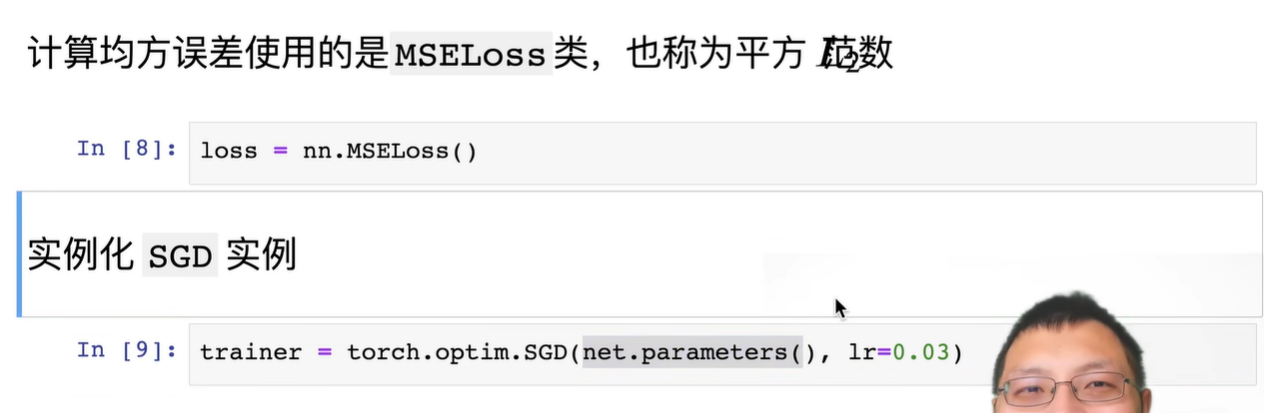 计算均方误差使用的是MSELoss类，也称为平方 L2范数
In [8]: loss = nn.MSELoss()
实例化 SGD 实例
In [9]: trainer = torch.optim.SGD(net.parameters(), lr=0.03)